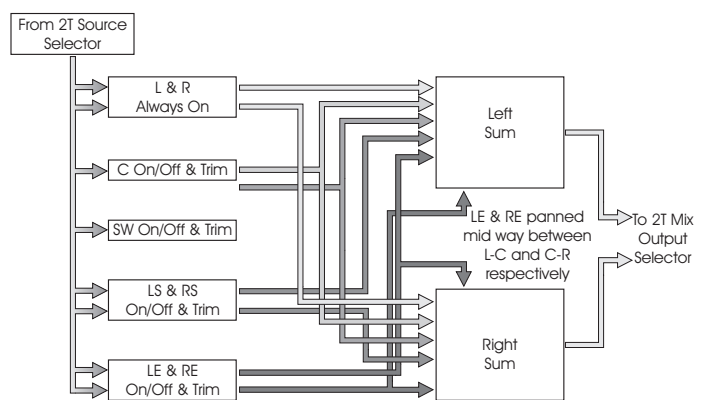 From 2T Source
Selector
L & R
Always On
C On/Off & Trim
SW On/Off & Trim
LS & RS
On/Off & Trim
LE & RE
On/Off & Trim
Left
Sum
LE & RE panned
mid way between
L-C and C-R
respectively
Right
Sum
To 2T Mix
Output
Selector